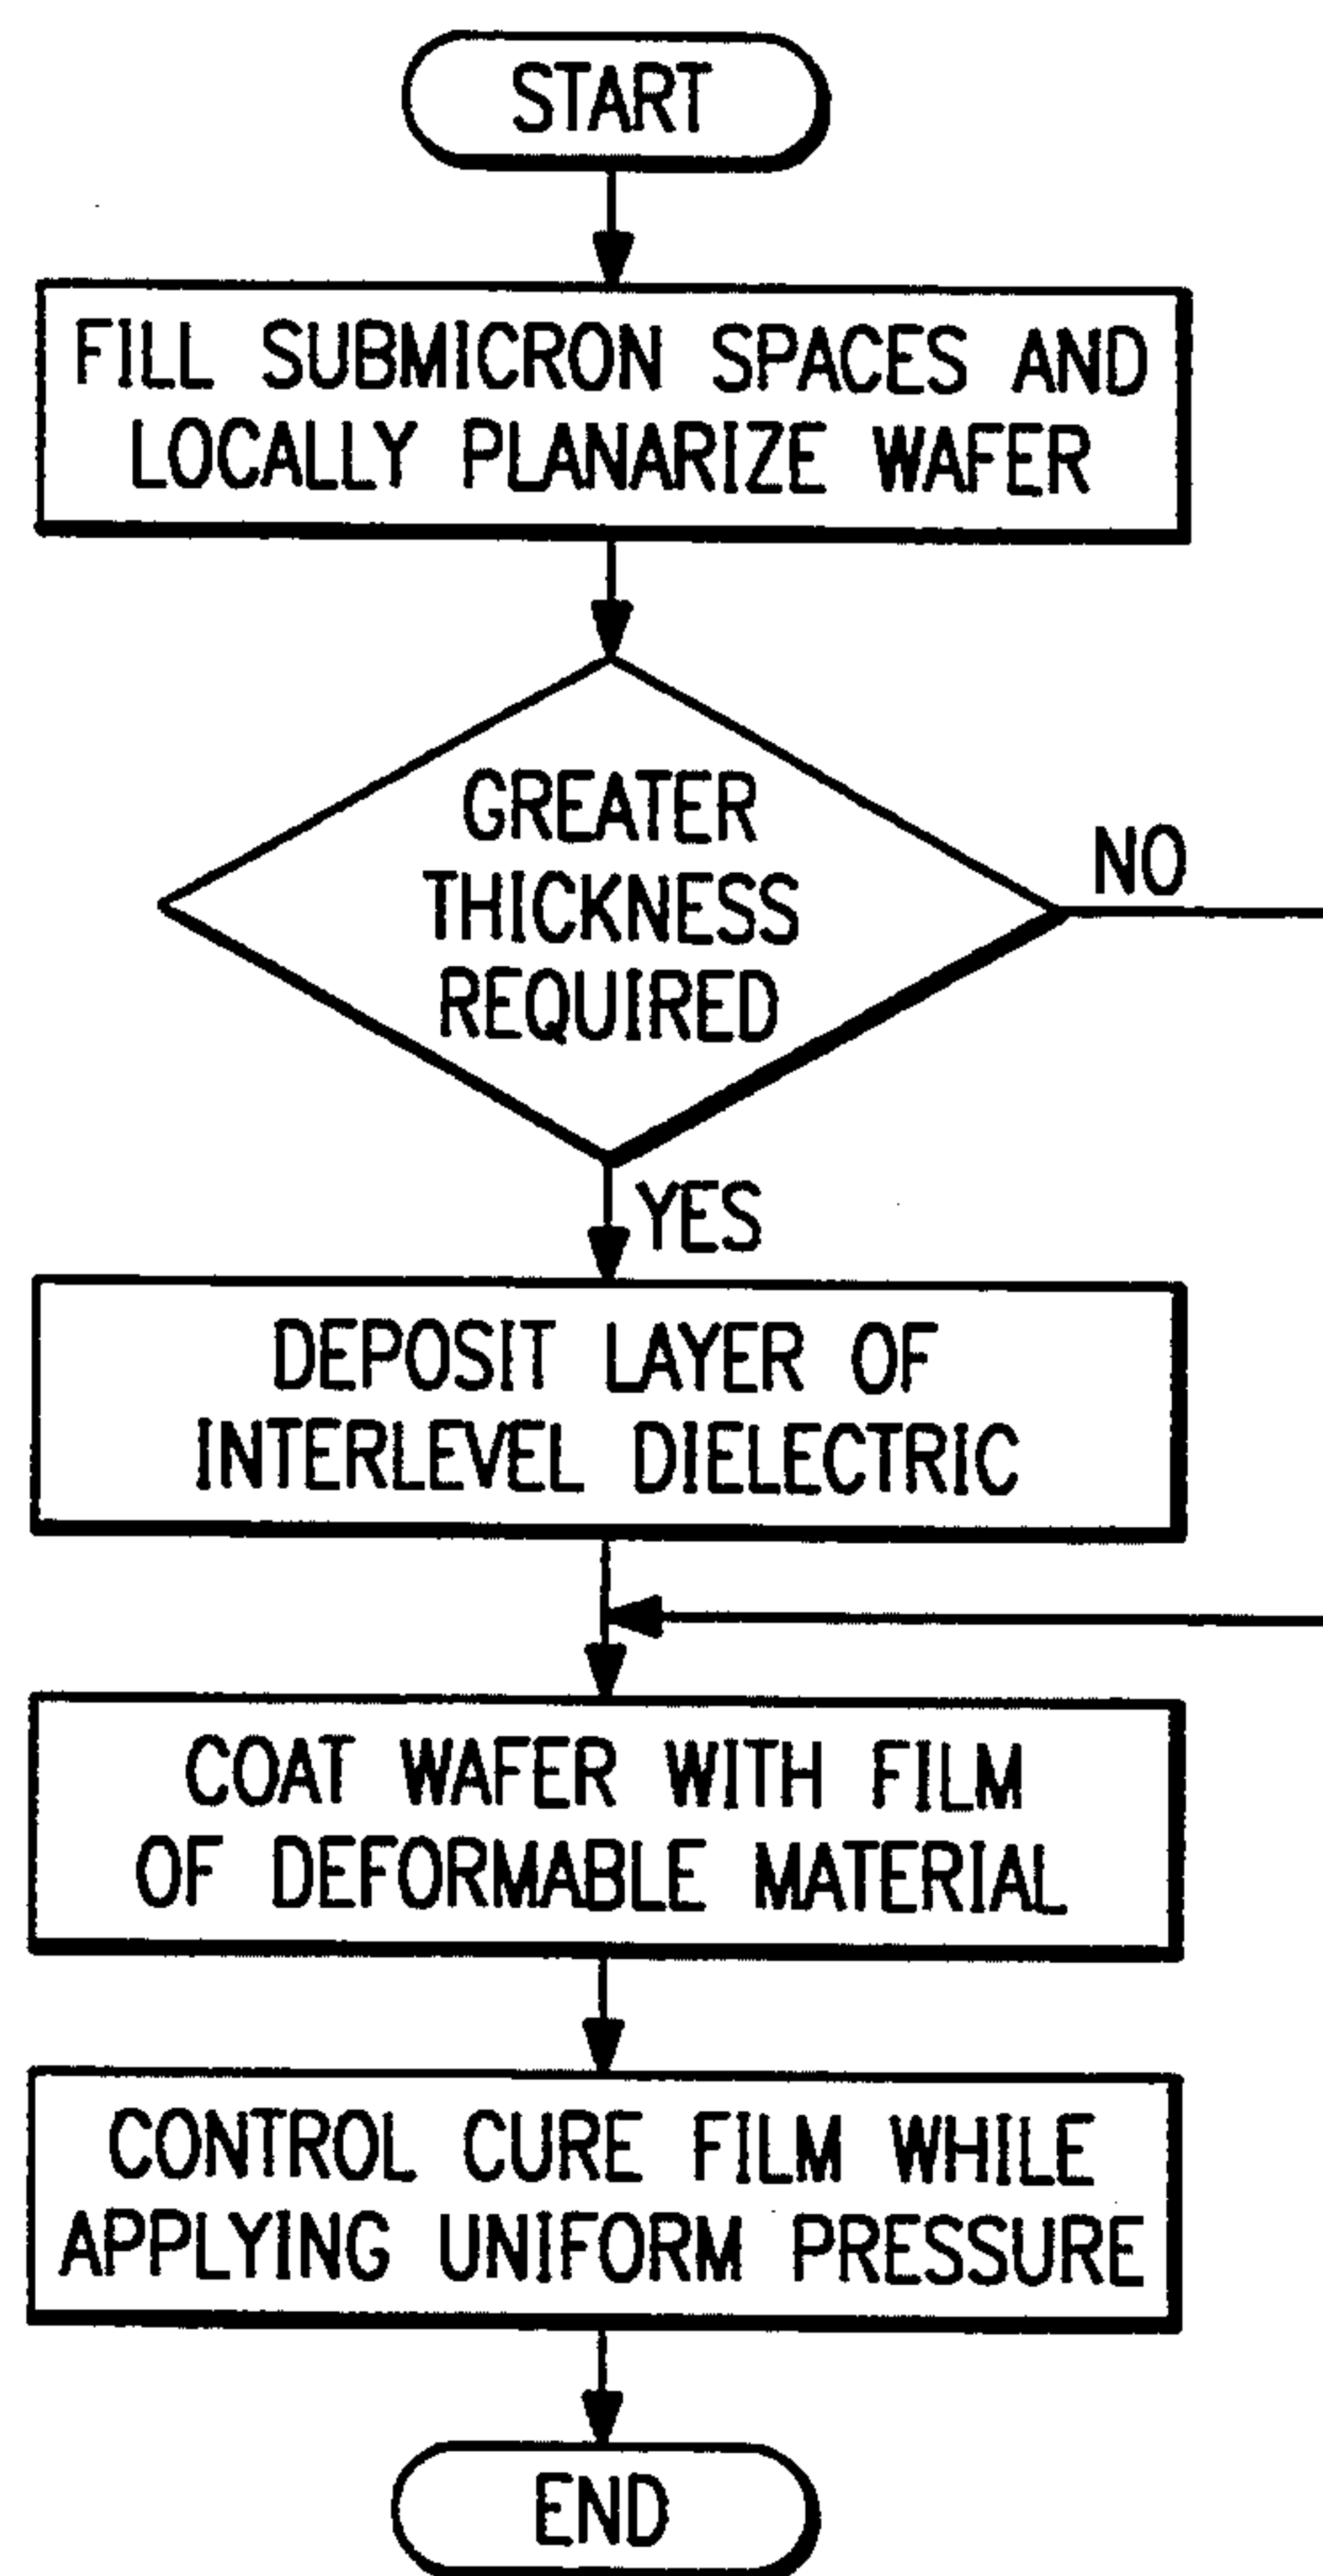 START
FILL SUBMICRON SPACES AND
LOCALLY PLANARIZE WAFER
GREATER
THICKNESS
REQUIRED
NO
YES
DEPOSIT LAYER OF
INTERLEVEL DIELECTRIC
COAT WAFER WITH FILM
OF DEFORMABLE MATERIAL
CONTROL CURE FILM WHILE
APPLYING UNIFORM PRESSURE
END